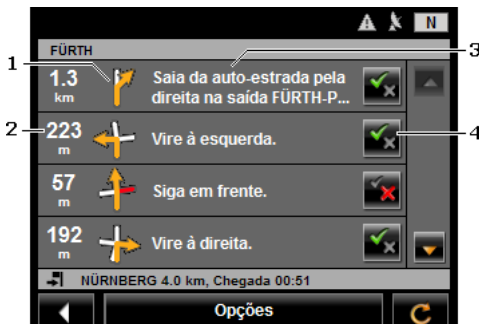 N
FÜRTH
1
3
1.3
km
Saia da auto-estrada pela
direita na saída FÜRTH-P...
2
223
m
Vire à esquerda.
4
57
m
Siga em frente.
192
m
Vire à direita.
NÜRNBERG 4.0 km, Chegada 00:51
Opções